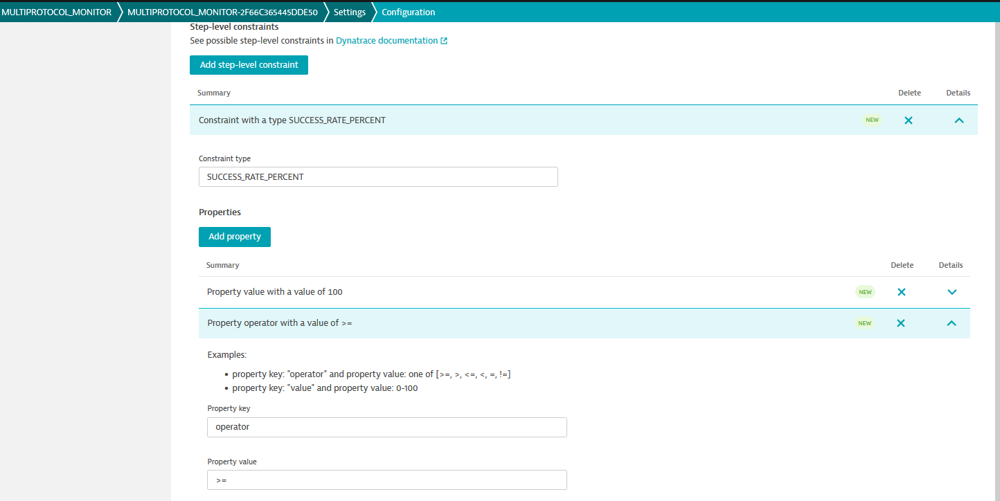 MULTIPROTOCOL_MONITOR MULTIPROTOCOL_MONITOR-2F66C365445DDE50 Settings Configuration
Step-level constraints
See possible step-level constraints in Dynatrace documentation
Add step-level constraint
Summary Delete Details
Constraint with a type SUCCESS_RATE_PERCENT NEW
Constraint type
SUCCESS_RATE_PERCENT
Properties
Add property
Summary Delete Details
Property value with a value of 100 NEW
Property operator with a value of >= NEW
Examples:
• property key: "operator" and property value: one of [>=, >, <=, <, =, !=]
• property key: "value" and property value: 0-100
Property key
operator
Property value
>=